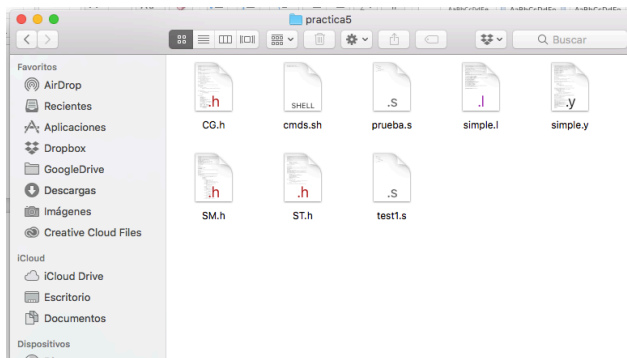 practica5
Buscar
Favoritos
AirDrop
Recientes
Aplicaciones
Dropbox
GoogleDrive
Descargas
Imágenes
Creative Cloud Files
iCloud
iCloud Drive
Escritorio
Documentos
Dispositivos
.h
SHELL
.s
.l
.y
CG.h
cmds.sh
prueba.s
simple.l
simple.y
.h
.h
.s
SM.h
ST.h
test1.s